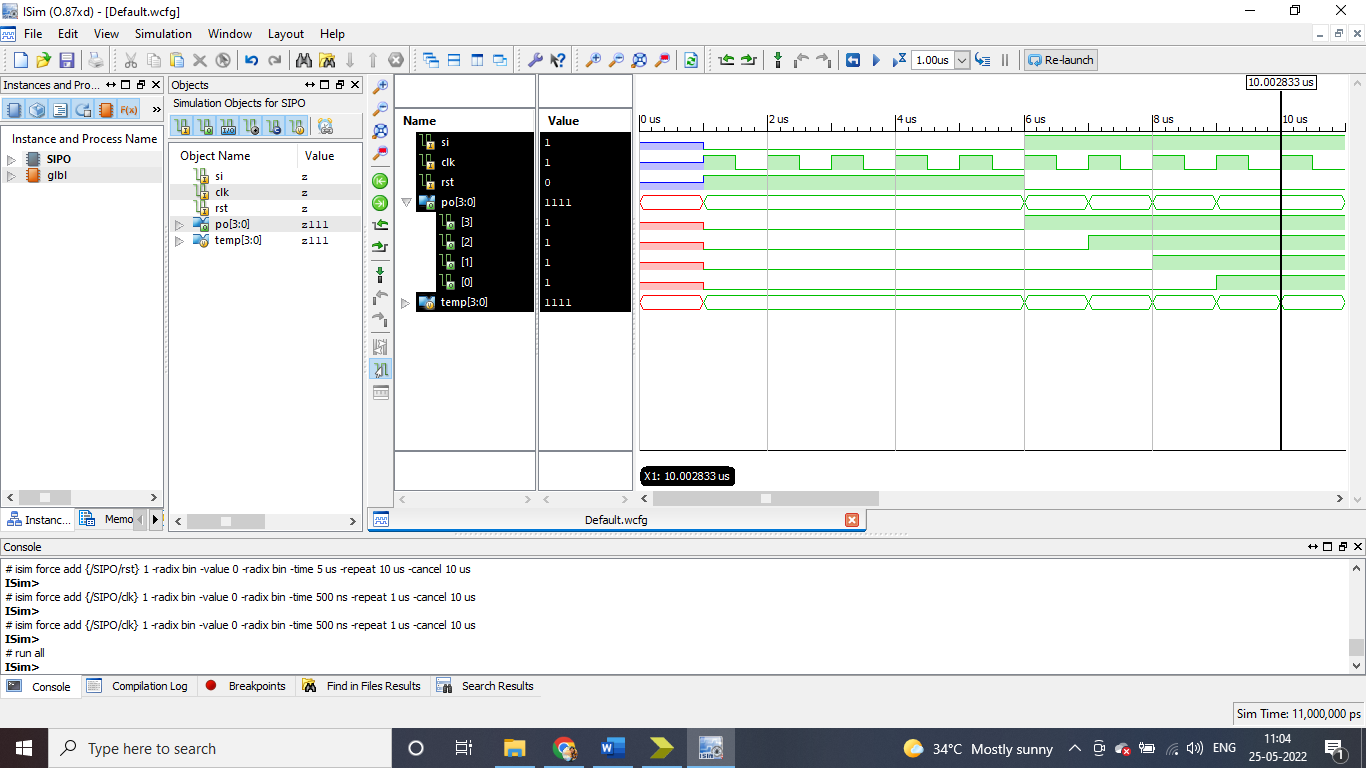 ISim (O.87xd) - [Default.wcfg]
File Edit View Simulation Window Layout Help
1.00us Re-launch
Instances and Pro...
Instance and Process Name
SIPO
glbl
Instanc... Memo
Objects
Simulation Objects for SIPO
Object Name Value
si z
clk z
rst z
po[3:0] z111
temp[3:0] z111
Name Value
si 1
clk 1
rst 0
po[3:0] 1111
[3] 1
[2] 1
[1] 1
[0] 1
temp[3:0] 1111
10.002833 us
0 us 2 us 4 us 6 us 8 us 10 us
X1: 10.002833 us
Default.wcfg
Console
# isim force add {/SIPO/rst} 1 -radix bin -value 0 -radix bin -time 5 us -repeat 10 us -cancel 10 us
ISim>
# isim force add {/SIPO/clk} 1 -radix bin -value 0 -radix bin -time 500 ns -repeat 1 us -cancel 10 us
ISim>
# isim force add {/SIPO/clk} 1 -radix bin -value 0 -radix bin -time 500 ns -repeat 1 us -cancel 10 us
ISim>
# run all
ISim>
Console Compilation Log Breakpoints Find in Files Results Search Results
Sim Time: 11,000,000 ps
Type here to search
34°C Mostly sunny
ENG
11:04
25-05-2022